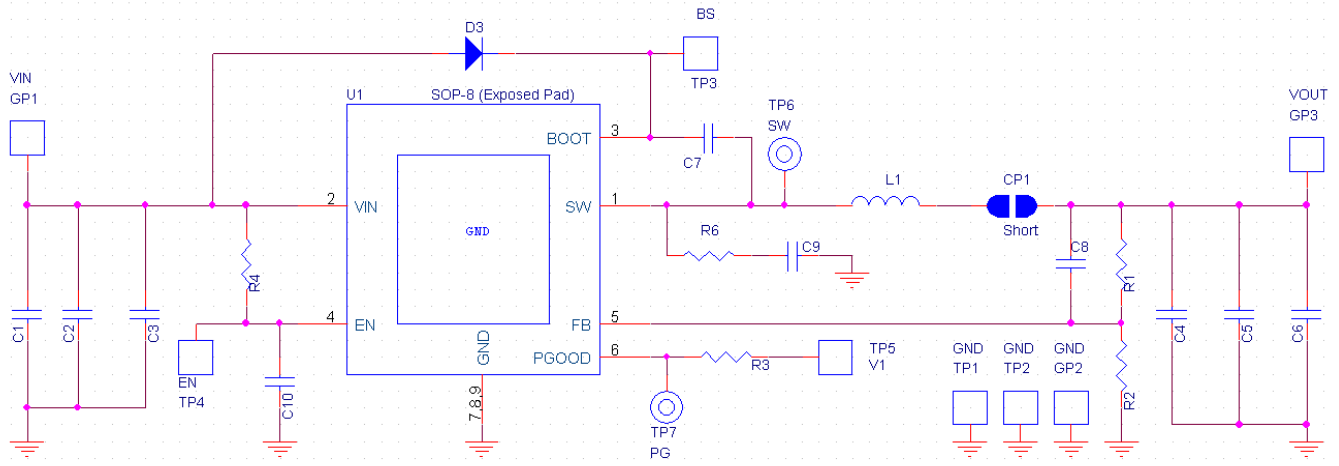 BS
D3
TP3
VIN
GP1
U1
SOP-8 (Exposed Pad)
TP6
SW
VOUT
GP3
BOOT
3
C7
L1
CP1
2
VIN
SW
1
GND
R6
C9
Short
C8
R4
R1
C1
C2
C3
4
EN
FB
5
C4
C5
C6
GND
PGOOD
6
R3
TP5
V1
GND
TP1
GND
TP2
GND
GP2
EN
TP4
C10
7,8,9
R2
TP7
PG